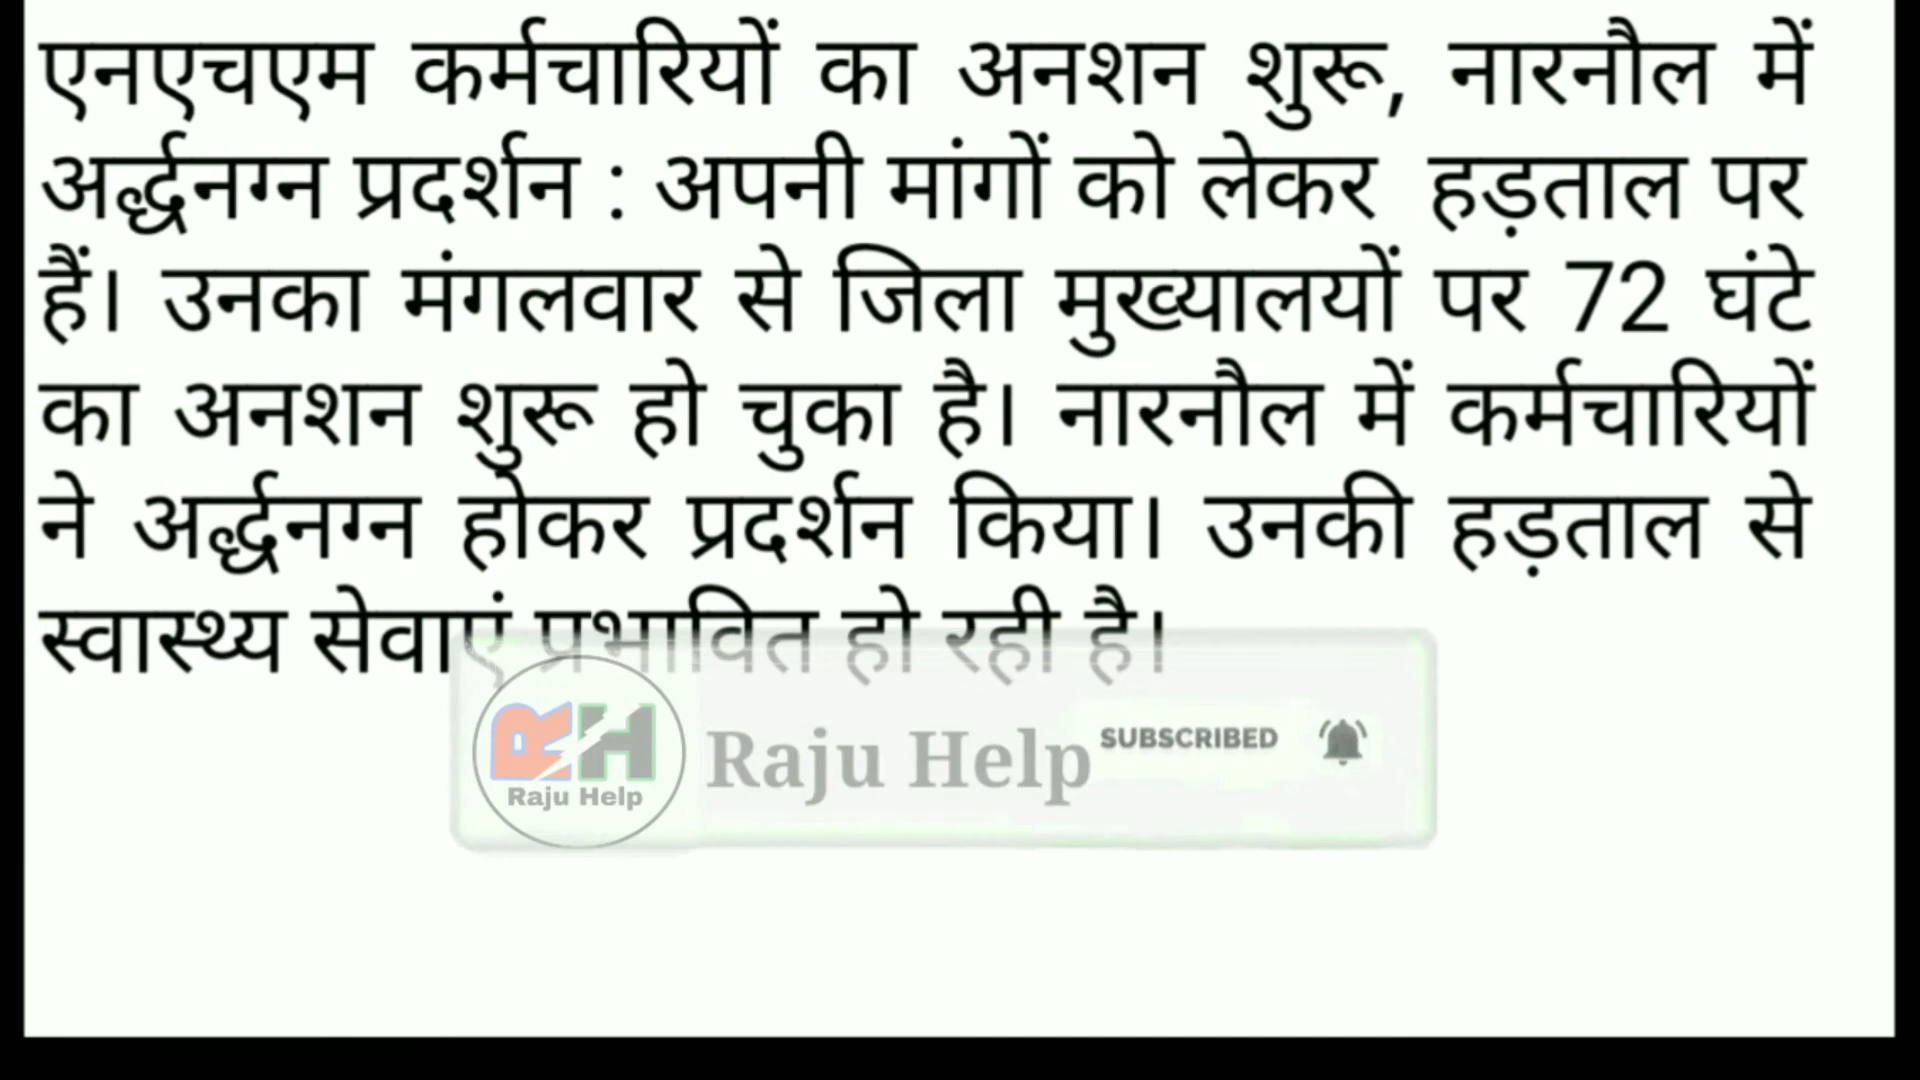 एनएचएम कर्मचारियों का अनशन शुरू, नारनौल में
अर्द्धनग्न प्रदर्शन : अपनी मांगों को लेकर हड़ताल पर
हैं। उनका मंगलवार से जिला मुख्यालयों पर 72 घंटे
का अनशन शुरू हो चुका है। नारनौल में कर्मचारियों
ने अर्द्धनग्न होकर प्रदर्शन किया। उनकी हड़ताल से
स्वास्थ्य सेवाएं प्रभावित हो रही है।
RH
Raju Help
Raju Help
SUBSCRIBED